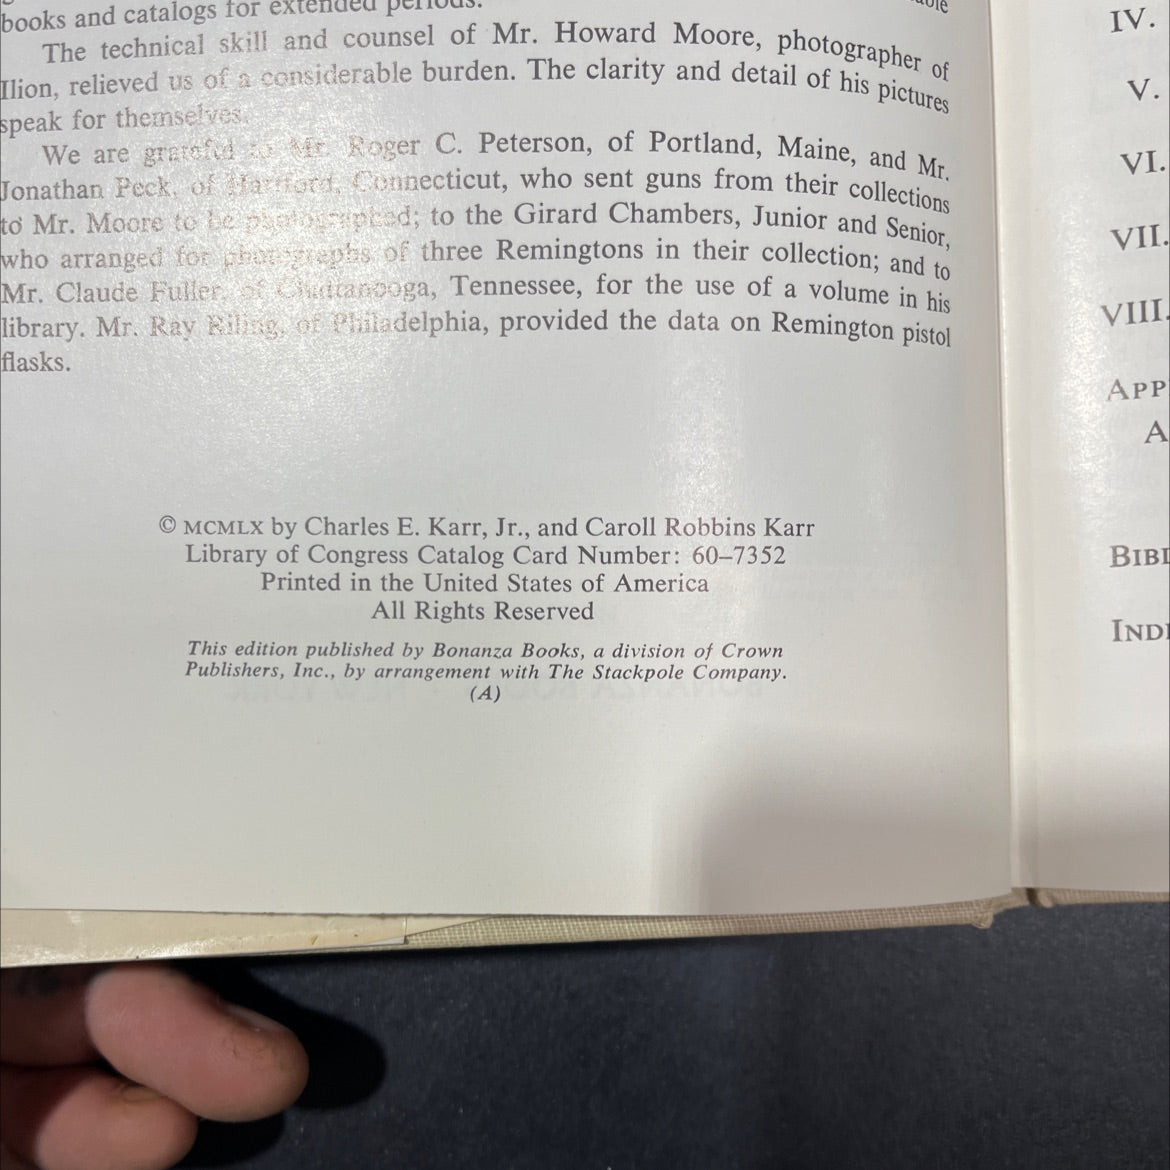 books and catalogs for extended periods.
The technical skill and counsel of Mr. Howard Moore, photographer of
Ilion, relieved us of a considerable burden. The clarity and detail of his pictures
speak for themselves.
We are grateful to Mr. Roger C. Peterson, of Portland, Maine, and Mr.
Jonathan Peck, of Hartford, Connecticut, who sent guns from their collections
to Mr. Moore to be photographed; to the Girard Chambers, Junior and Senior,
who arranged for photographs of three Remingtons in their collection; and to
Mr. Claude Fuller, of Chattanooga, Tennessee, for the use of a volume in his
library. Mr. Ray Riling, of Philadelphia, provided the data on Remington pistol
flasks.
© MCMLX by Charles E. Karr, Jr., and Caroll Robbins Karr
Library of Congress Catalog Card Number: 60–7352
Printed in the United States of America
All Rights Reserved
This edition published by Bonanza Books, a division of Crown
Publishers, Inc., by arrangement with The Stackpole Company.
(A)
IV.
V.
VI.
VII.
VIII.
APP
A
BIBL
INDE